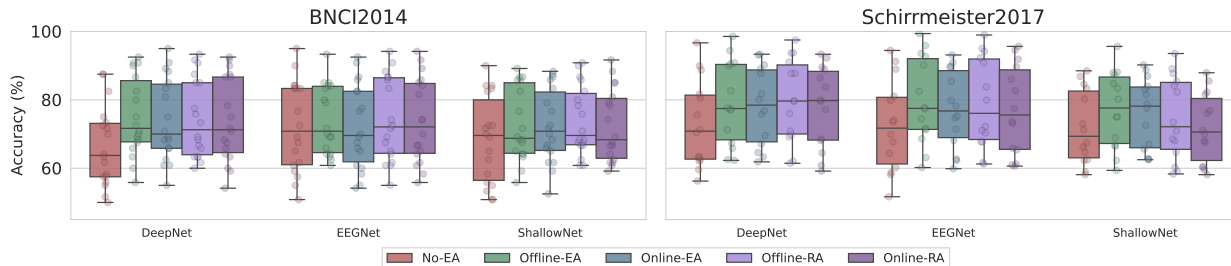 BNCI2014
Schirrmeister2017
Accuracy (%)
100
80
60
DeepNet
EEGNet
ShallowNet
DeepNet
EEGNet
ShallowNet
No-EA
Offline-EA
Online-EA
Offline-RA
Online-RA